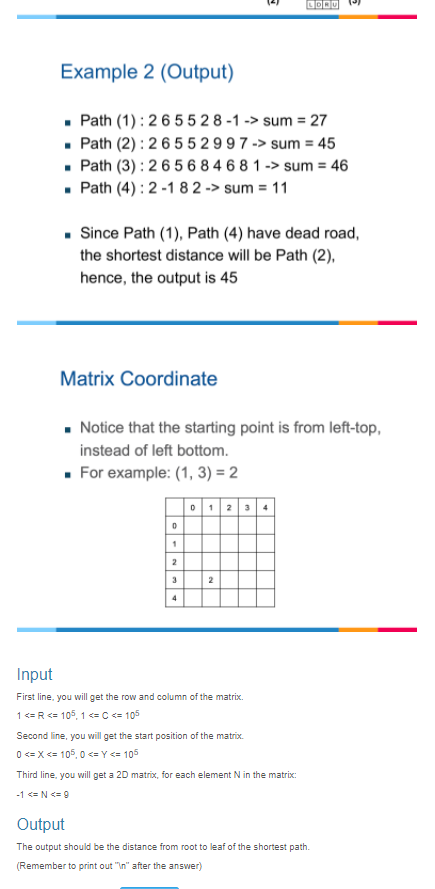 (2) L D R U (3)
Example 2 (Output)
▪ Path (1) : 2 6 5 5 2 8 -1 -> sum = 27
▪ Path (2) : 2 6 5 5 2 9 9 7 -> sum = 45
▪ Path (3) : 2 6 5 6 8 4 6 8 1 -> sum = 46
▪ Path (4) : 2 -1 8 2 -> sum = 11
▪ Since Path (1), Path (4) have dead road,
the shortest distance will be Path (2),
hence, the output is 45
Matrix Coordinate
▪ Notice that the starting point is from left-top,
instead of left bottom.
▪ For example: (1, 3) = 2
0 1 2 3 4
0
1
2
3 2
4
Input
First line, you will get the row and column of the matrix.
1 <= R <= 10⁵, 1 <= C <= 10⁵
Second line, you will get the start position of the matrix.
0 <= X <= 10⁵, 0 <= Y <= 10⁵
Third line, you will get a 2D matrix, for each element N in the matrix:
-1 <= N <= 9
Output
The output should be the distance from root to leaf of the shortest path.
(Remember to print out "\n" after the answer)